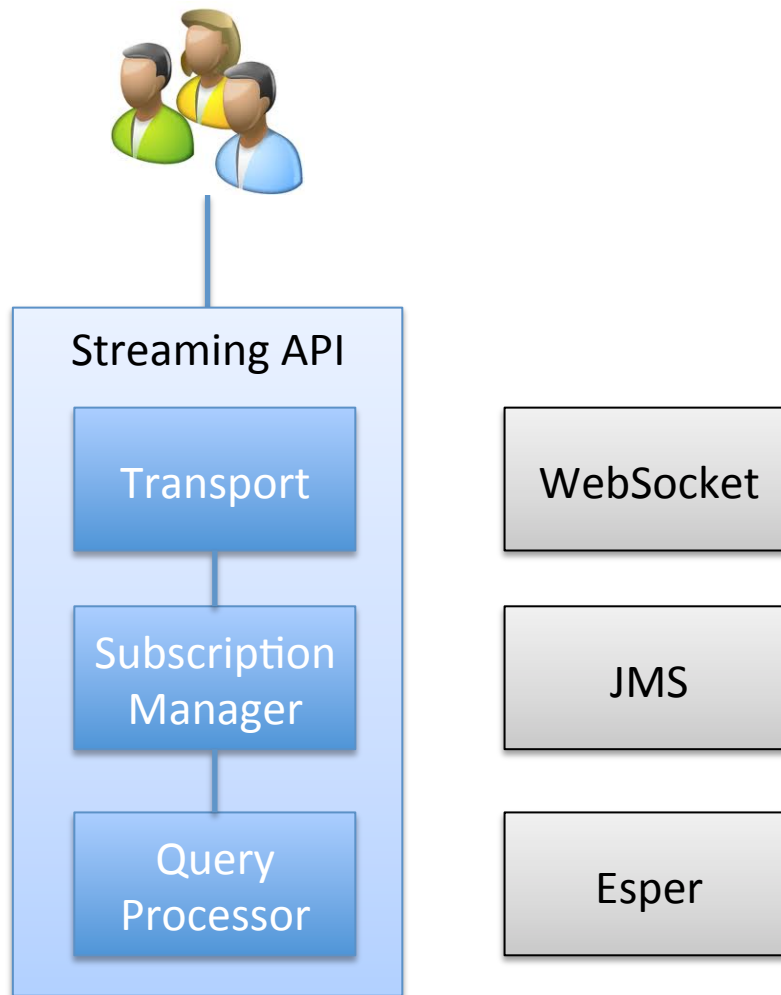 Streaming API
Transport
WebSocket
Subscription
Manager
JMS
Query
Processor
Esper